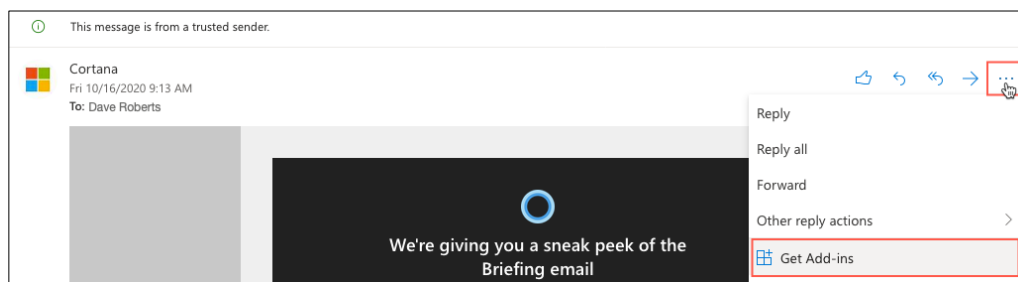 This message is from a trusted sender.
Cortana
Fri 10/16/2020 9:13 AM
To: Dave Roberts
Reply
Reply all
Forward
Other reply actions
Get Add-ins
We're giving you a sneak peek of the
Briefing email